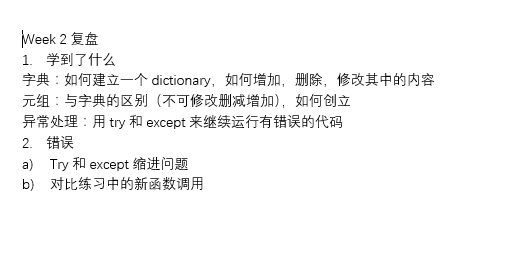 Week 2 复盘
1. 学到了什么
字典：如何建立一个 dictionary，如何增加，删除，修改其中的内容
元组：与字典的区别（不可修改删减增加），如何创立
异常处理：用 try 和 except 来继续运行有错误的代码
2. 错误
a) Try 和 except 缩进问题
b) 对比练习中的新函数调用